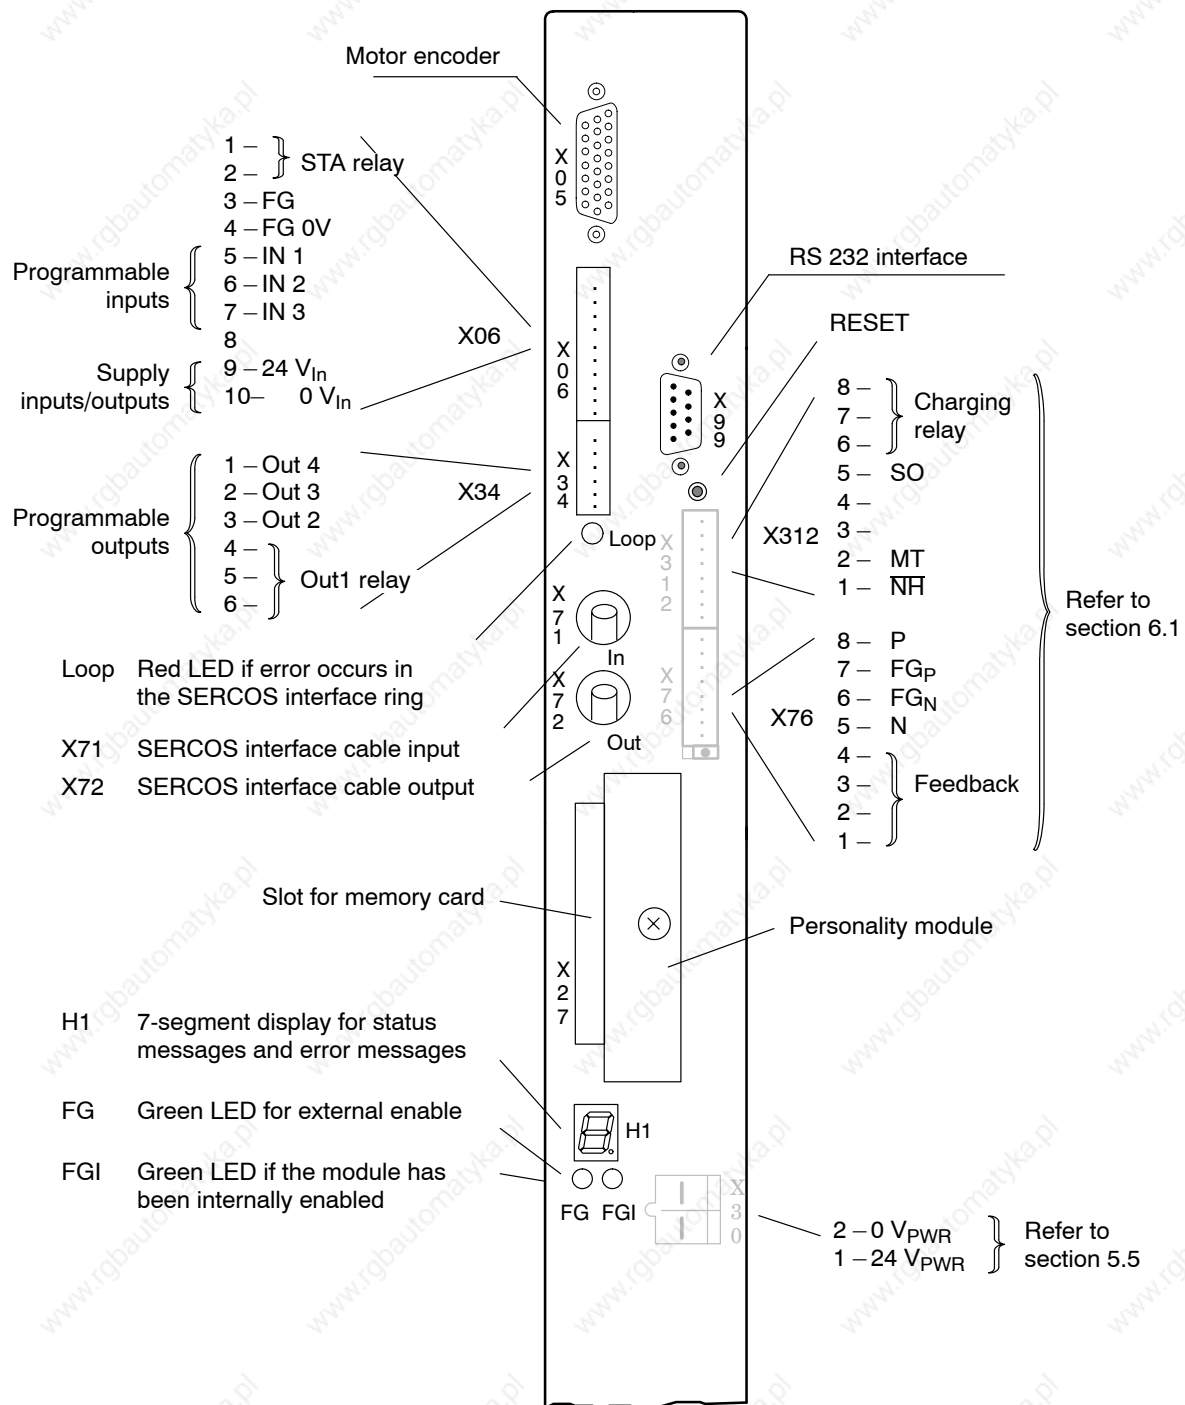 Motor encoder
X05
1 –
2 –
STA relay
3 – FG
4 – FG 0V
5 – IN 1
6 – IN 2
7 – IN 3
8
9 – 24 VIn
10– 0 VIn
Programmable
inputs
Supply
inputs/outputs
X06
X06
1 – Out 4
2 – Out 3
3 – Out 2
4 –
5 –
6 –
Out1 relay
Programmable
outputs
X34
X34
Loop
Loop Red LED if error occurs in
the SERCOS interface ring
X71
In
X71 SERCOS interface cable input
X72
Out
X72 SERCOS interface cable output
RS 232 interface
X99
RESET
8 –
7 –
6 –
Charging
relay
5 – SO
4 –
3 –
2 – MT
1 – N̅H̅
X312
X312
8 – P
7 – FGP
6 – FGN
5 – N
4 –
3 –
2 –
1 –
Feedback
X76
X76
Refer to
section 6.1
Slot for memory card
X27
Personality module
H1 7-segment display for status
messages and error messages
H1
FG Green LED for external enable
FGI Green LED if the module has
been internally enabled
FG FGI
X30
2 – 0 VPWR
1 – 24 VPWR
Refer to
section 5.5
www.rgbautomatyka.pl